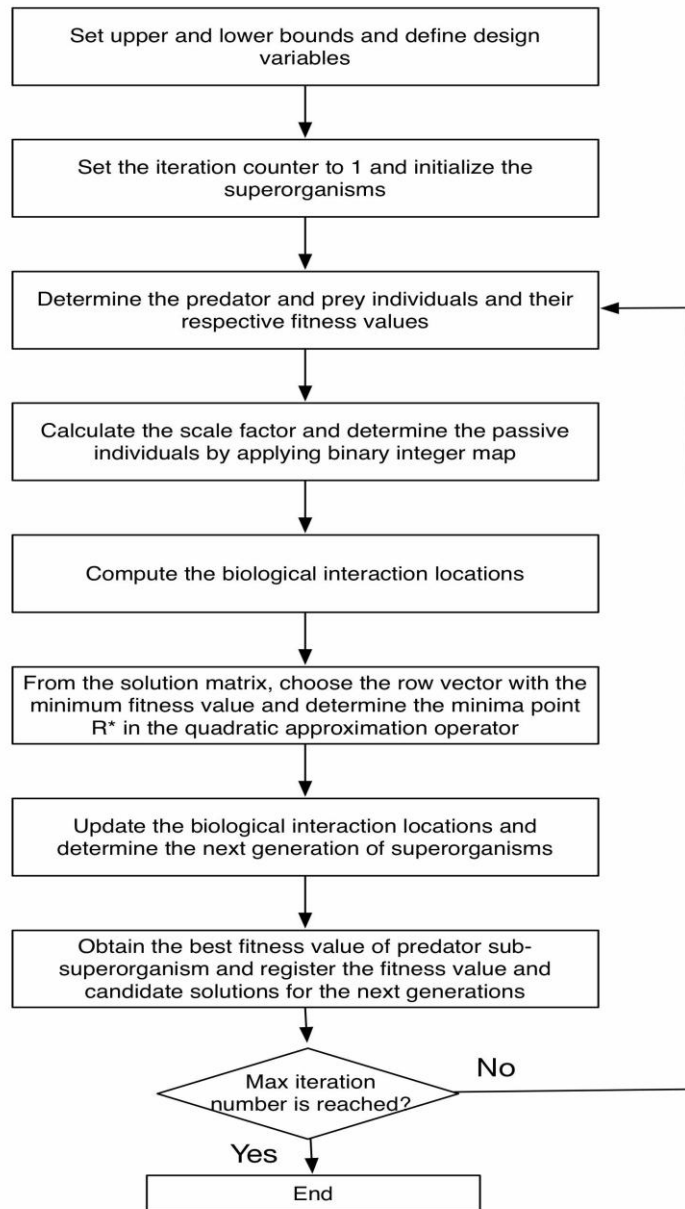 Set upper and lower bounds and define design
variables
Set the iteration counter to 1 and initialize the
superorganisms
Determine the predator and prey individuals and their
respective fitness values
Calculate the scale factor and determine the passive
individuals by applying binary integer map
Compute the biological interaction locations
From the solution matrix, choose the row vector with the
minimum fitness value and determine the minima point
R* in the quadratic approximation operator
Update the biological interaction locations and
determine the next generation of superorganisms
Obtain the best fitness value of predator sub-
superorganism and register the fitness value and
candidate solutions for the next generations
Max iteration
number is reached?
No
Yes
End